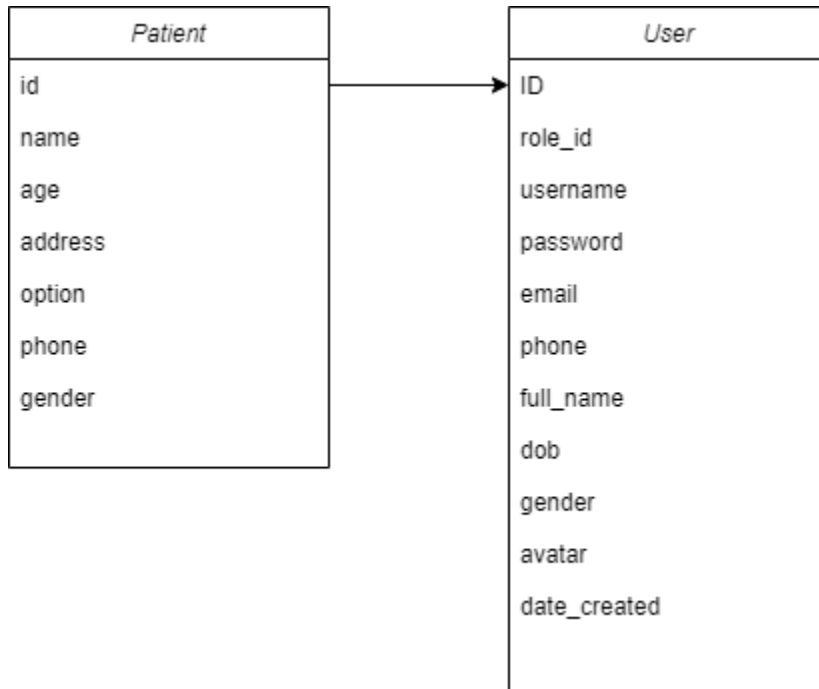 Patient
id
name
age
address
option
phone
gender
User
ID
role_id
username
password
email
phone
full_name
dob
gender
avatar
date_created